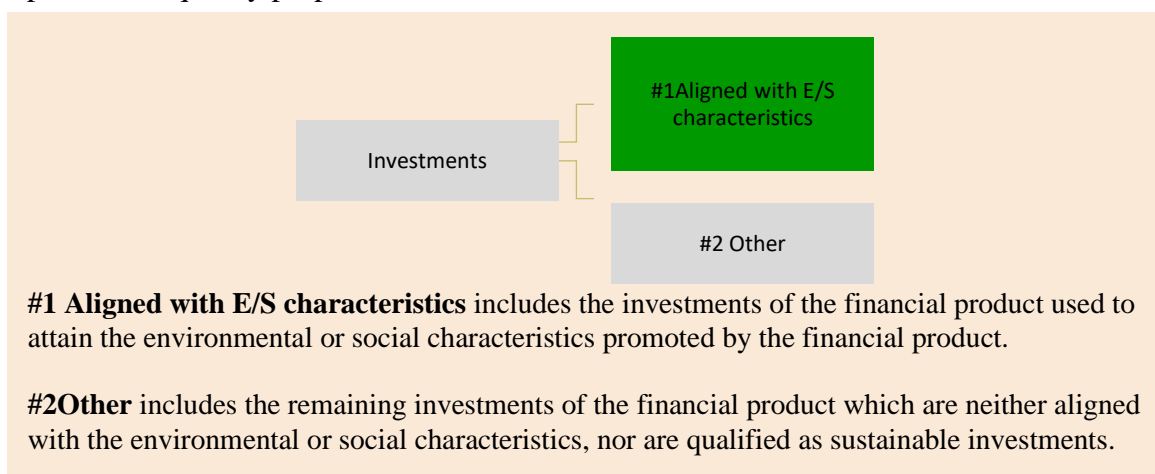 #1Aligned with E/S
characteristics
Investments
#2 Other
#1 Aligned with E/S characteristics includes the investments of the financial product used to
attain the environmental or social characteristics promoted by the financial product.
#2Other includes the remaining investments of the financial product which are neither aligned
with the environmental or social characteristics, nor are qualified as sustainable investments.